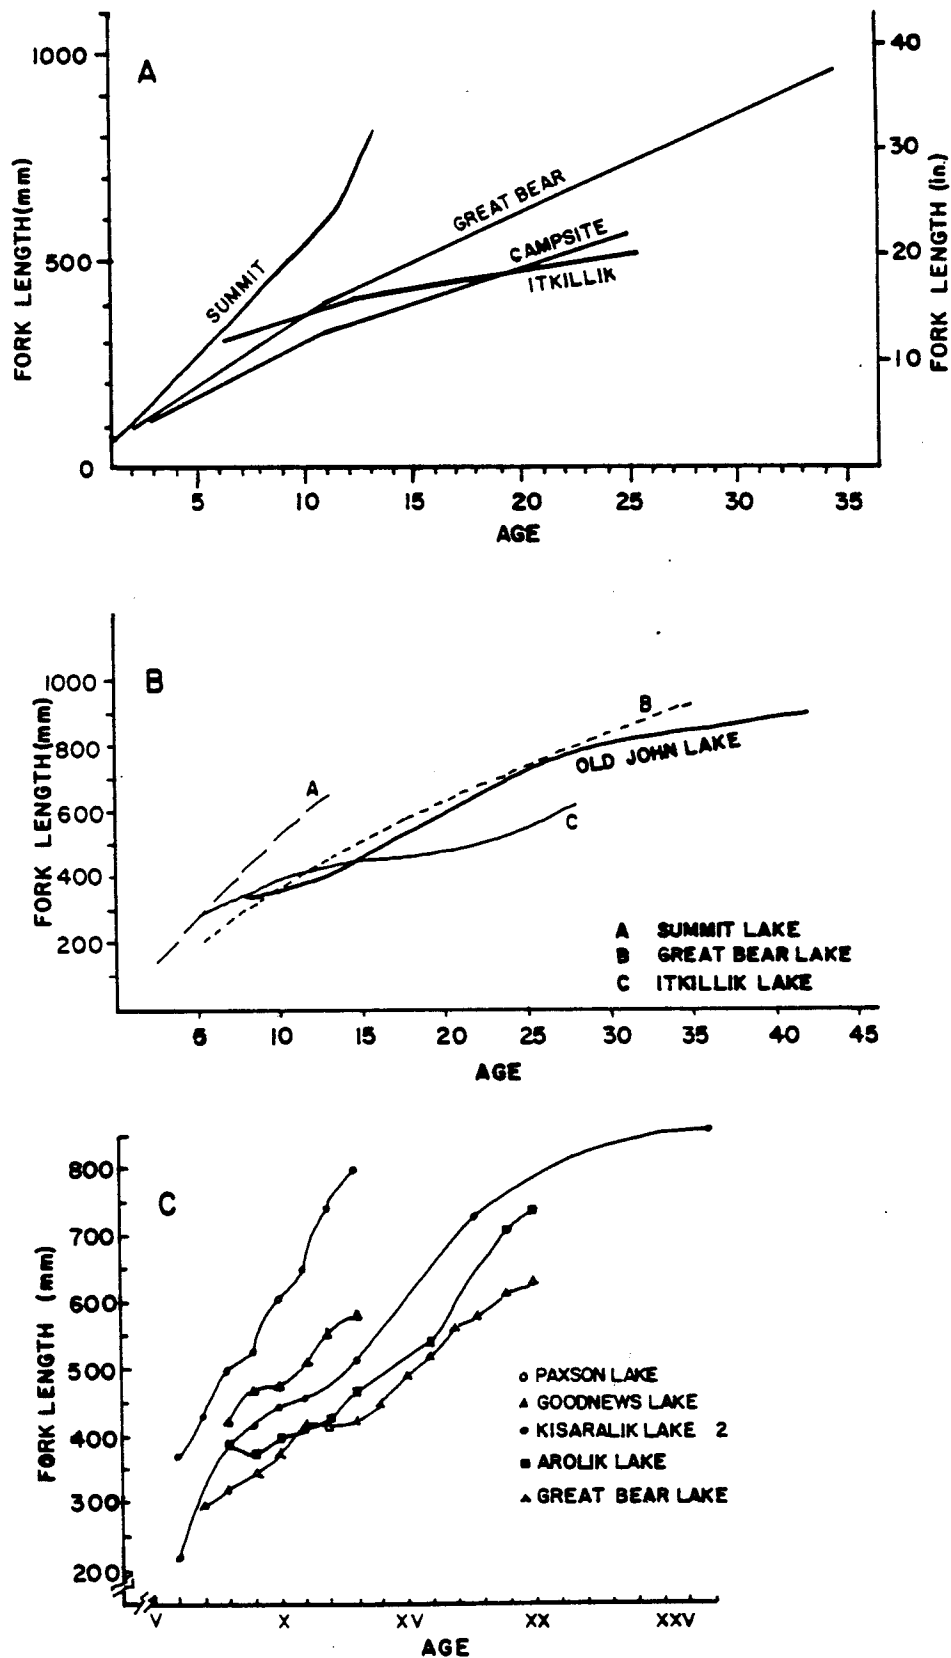 A
1000
500
0
FORK LENGTH (mm)
40
30
20
10
FORK LENGTH (in.)
SUMMIT
GREAT BEAR
CAMPSITE
ITKILLIK
5 10 15 20 25 30 35
AGE
B
1000
800
600
400
200
FORK LENGTH (mm)
A
B
OLD JOHN LAKE
C
A SUMMIT LAKE
B GREAT BEAR LAKE
C ITKILLIK LAKE
5 10 15 20 25 30 35 40 45
AGE
C
800
700
600
500
400
300
200
FORK LENGTH (mm)
PAXSON LAKE
GOODNEWS LAKE
KISARALIK LAKE 2
AROLIK LAKE
GREAT BEAR LAKE
V X XV XX XXV
AGE